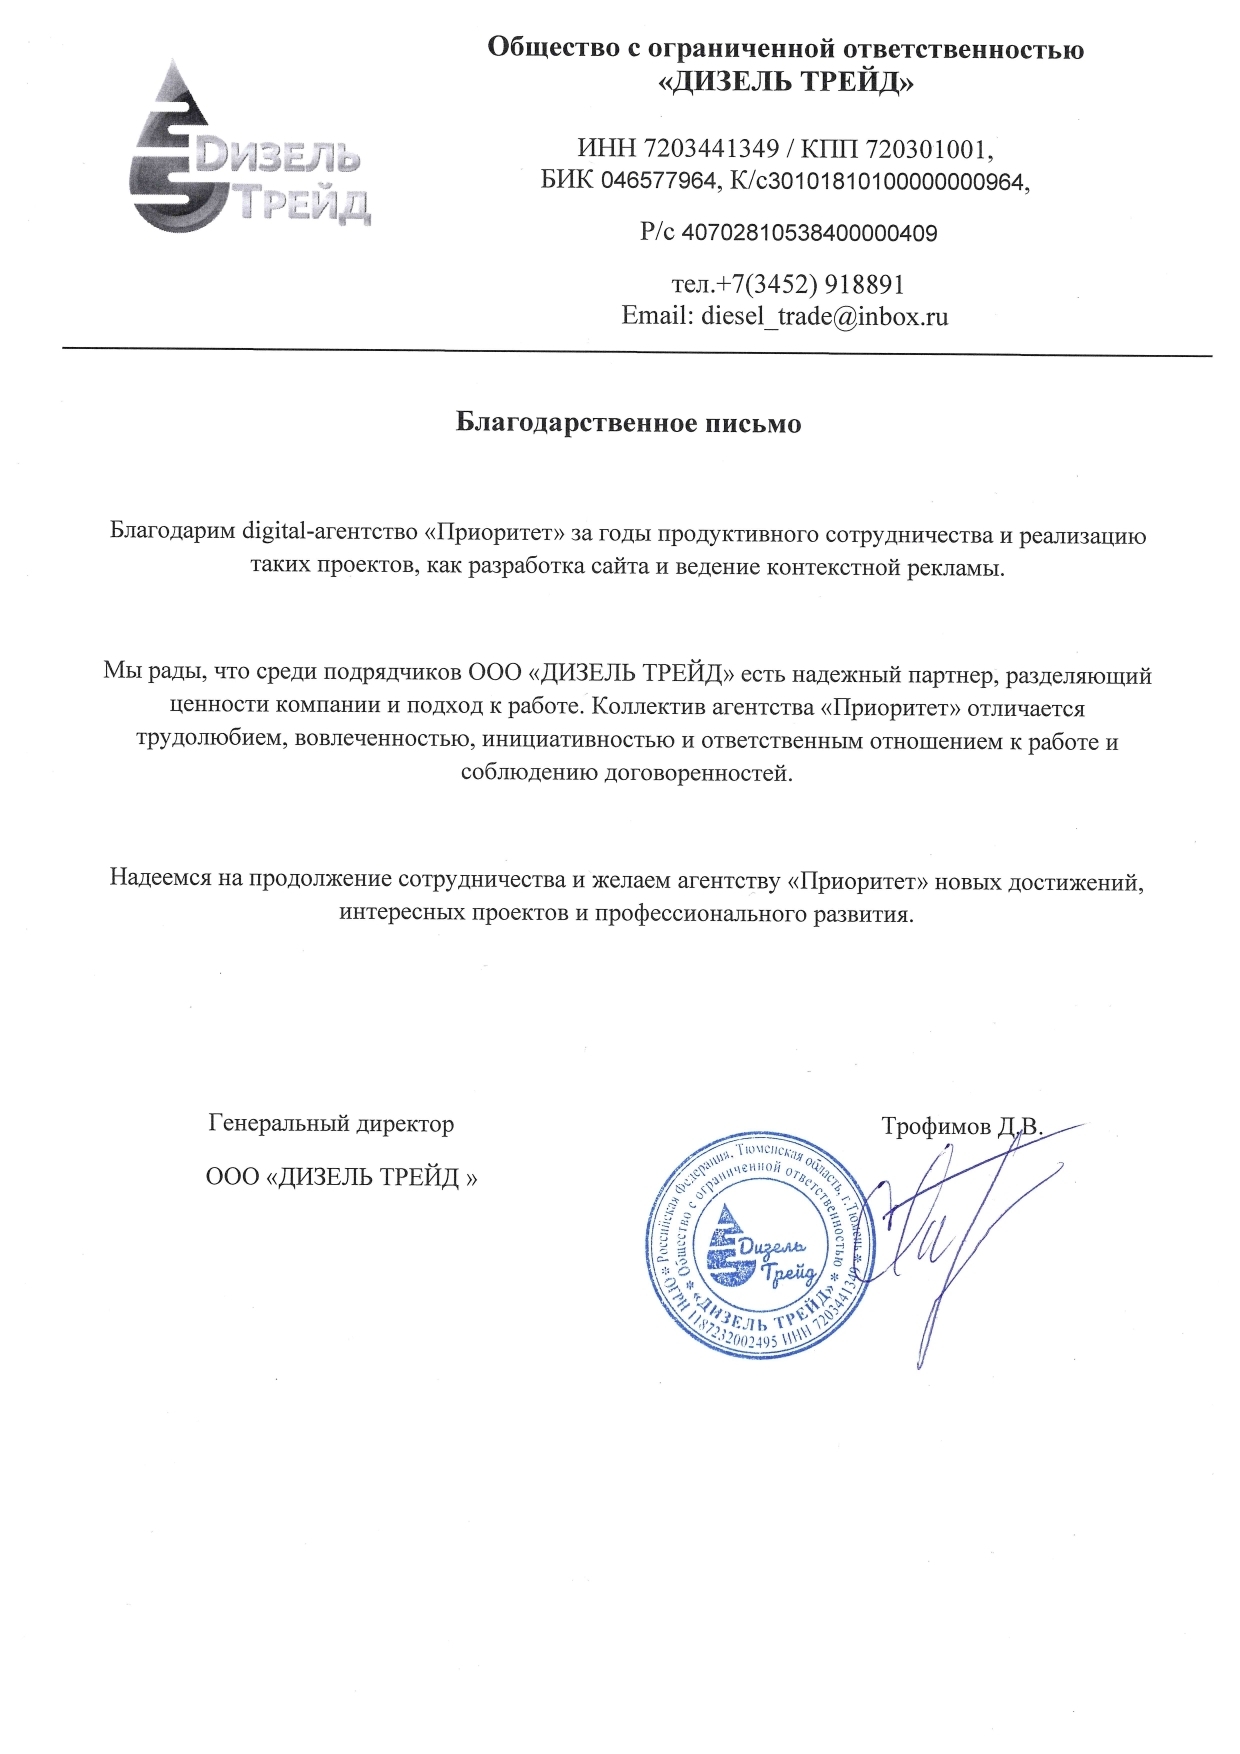 Общество с ограниченной ответственностью
«ДИЗЕЛЬ ТРЕЙД»
Dизель
Трейд
ИНН 7203441349 / КПП 720301001,
БИК 046577964, К/с30101810100000000964,
Р/с 40702810538400000409
тел.+7(3452) 918891
Email: diesel_trade@inbox.ru
Благодарственное письмо
Благодарим digital-агентство «Приоритет» за годы продуктивного сотрудничества и реализацию
таких проектов, как разработка сайта и ведение контекстной рекламы.
Мы рады, что среди подрядчиков ООО «ДИЗЕЛЬ ТРЕЙД» есть надежный партнер, разделяющий
ценности компании и подход к работе. Коллектив агентства «Приоритет» отличается
трудолюбием, вовлеченностью, инициативностью и ответственным отношением к работе и
соблюдению договоренностей.
Надеемся на продолжение сотрудничества и желаем агентству «Приоритет» новых достижений,
интересных проектов и профессионального развития.
Генеральный директор
Трофимов Д.В.
ООО «ДИЗЕЛЬ ТРЕЙД »
* Российская Федерация, Тюменская область, г.Тюмень *
ОГРН 1187232002495 ИНН 7203441349
* Общество с ограниченной ответственностью *
«ДИЗЕЛЬ ТРЕЙД»
Dизель
Трейд